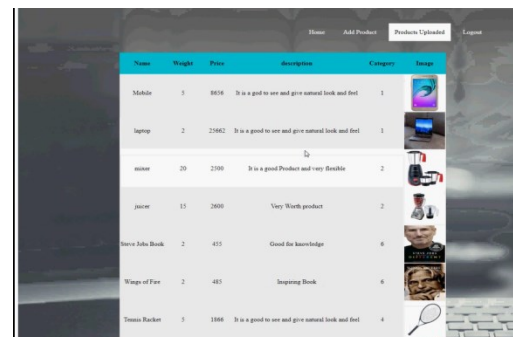 Home Add Product Products Uploaded Logout
Name Weight Price description Category Image
Mobile 5 8656 It is a god to see and give natural look and feel 1
laptop 2 25662 It is a good to see and give natural look and feel 1
mixer 20 2500 It is a good Product and very flexible 2
juicer 15 2600 Very Worth product 2
Steve Jobs Book 2 455 Good for knowledge 6
STEVE JOBS
Wings of Fire 2 485 Inspiring Book 6
Tennis Racket 5 1866 It is a good to see and give natural look and feel 4